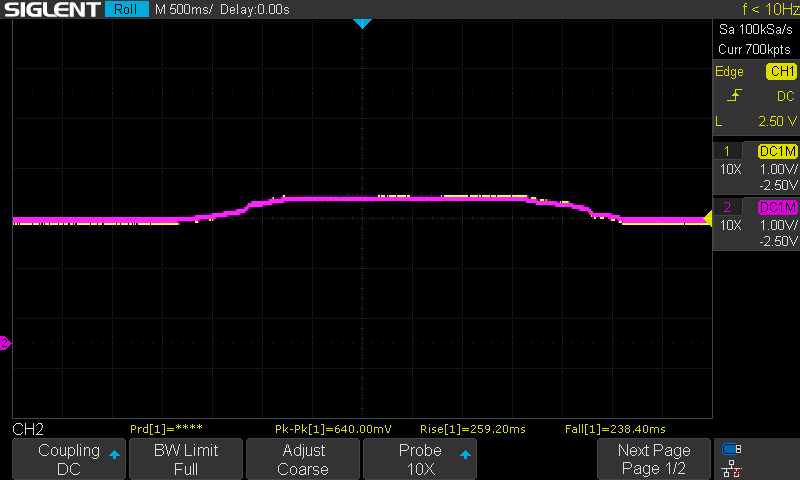 SIGLENT Roll M 500ms/ Delay:0.00s f < 10Hz
Sa 100kSa/s
Curr 700kpts
Edge CH1
DC
L 2.50 V
1 DC1M
10X 1.00V/
-2.50V
2 DC1M
10X 1.00V/
-2.50V
2
CH2 Prd[1]=**** Pk-Pk[1]=640.00mV Rise[1]=259.20ms Fall[1]=238.40ms
Coupling BW Limit Adjust Probe Next Page
DC Full Coarse 10X Page 1/2